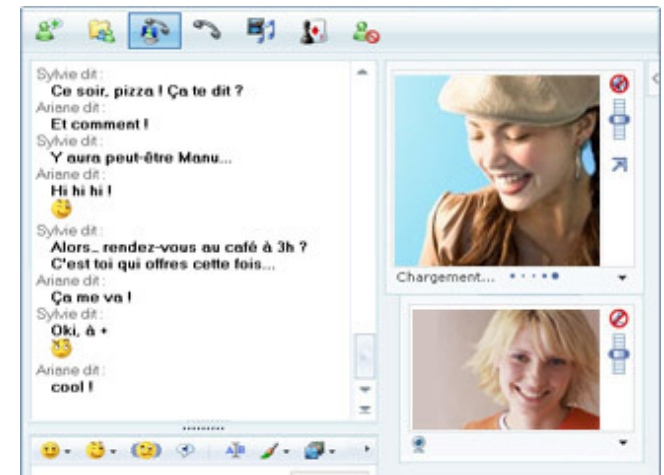 Sylvie dit :
Ce soir, pizza ! Ça te dit ?
Ariane dit :
Et comment !
Sylvie dit :
Y aura peut-être Manu...
Ariane dit :
Hi hi hi !
Sylvie dit :
Alors... rendez-vous au café à 3h ?
C'est toi qui offres cette fois...
Ariane dit :
Ça me va !
Sylvie dit :
Oki, à +
Ariane dit :
cool !
Chargement...